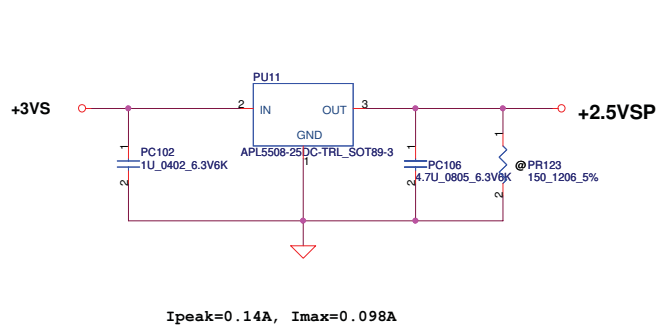 PU11
+3VS
2
IN
OUT
3
+2.5VSP
GND
APL5508-25DC-TRL_SOT89-3
1
1
PC102
1U_0402_6.3V6K
2
1
PC106
4.7U_0805_6.3V6K
2
1
@PR123
150_1206_5%
2
Ipeak=0.14A, Imax=0.098A